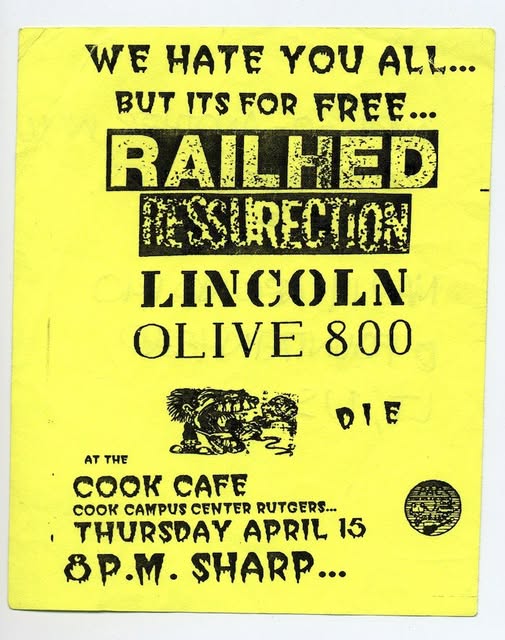 WE HATE YOU ALL...
BUT ITS FOR FREE...
RAILHED
RESSURECTION
LINCOLN
OLIVE 800
DIE
AT THE
COOK CAFE
COOK CAMPUS CENTER RUTGERS...
THURSDAY APRIL 15
8 P.M. SHARP...